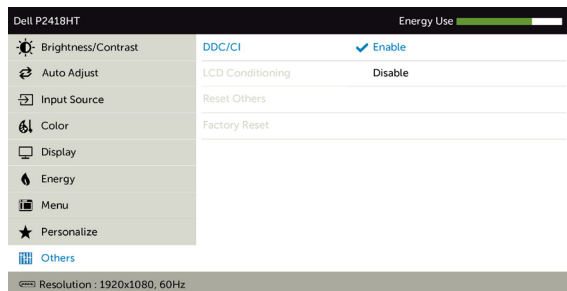 Dell P2418HT
Energy Use
Brightness/Contrast
DDC/CI
Enable
Auto Adjust
LCD Conditioning
Disable
Input Source
Reset Others
Color
Factory Reset
Display
Energy
Menu
Personalize
Others
Resolution : 1920x1080, 60Hz